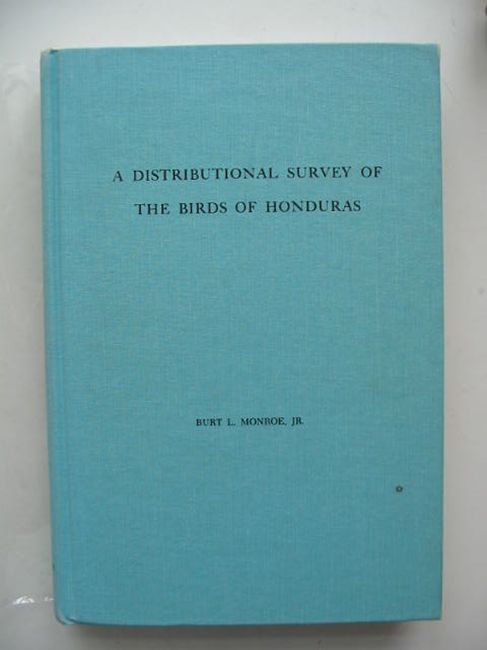 A DISTRIBUTIONAL SURVEY OF
THE BIRDS OF HONDURAS
BURT L. MONROE, JR.